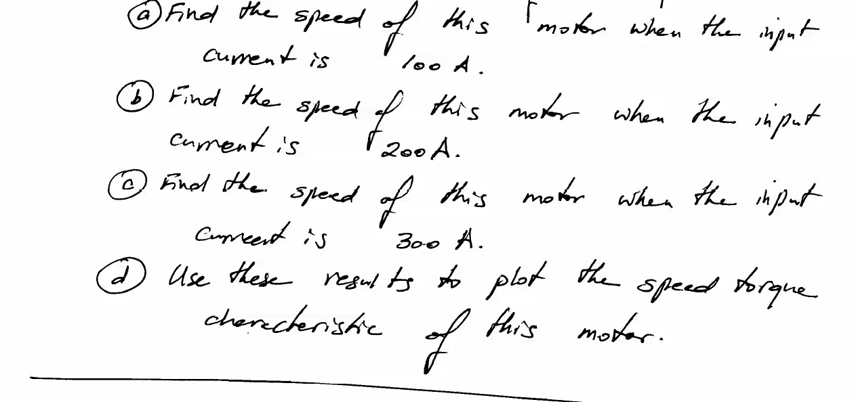 (a) Find the speed of this motor when the input
current is 100 A.
(b) Find the speed of this motor when the input
current is 200 A.
(c) Find the speed of this motor when the input
current is 300 A.
(d) Use these results to plot the speed torque
characteristic of this motor.